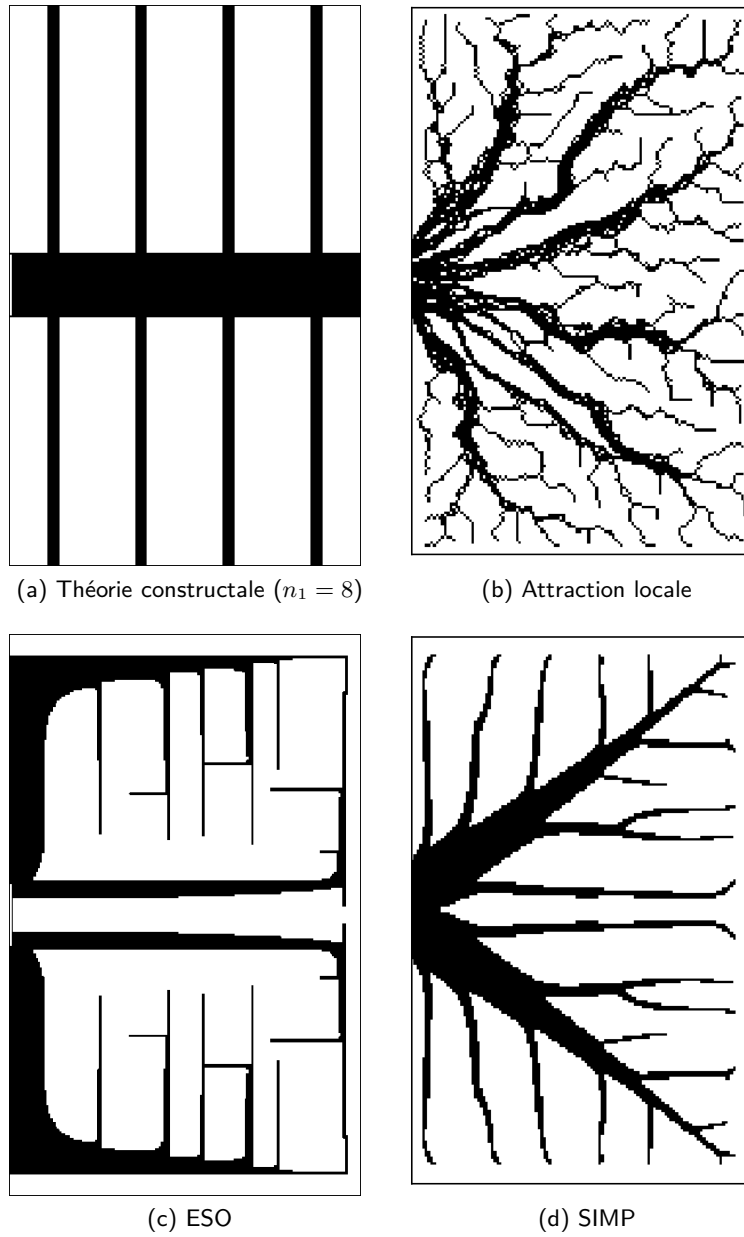 (a) Théorie constructale (n₁ = 8)
(b) Attraction locale
(c) ESO
(d) SIMP